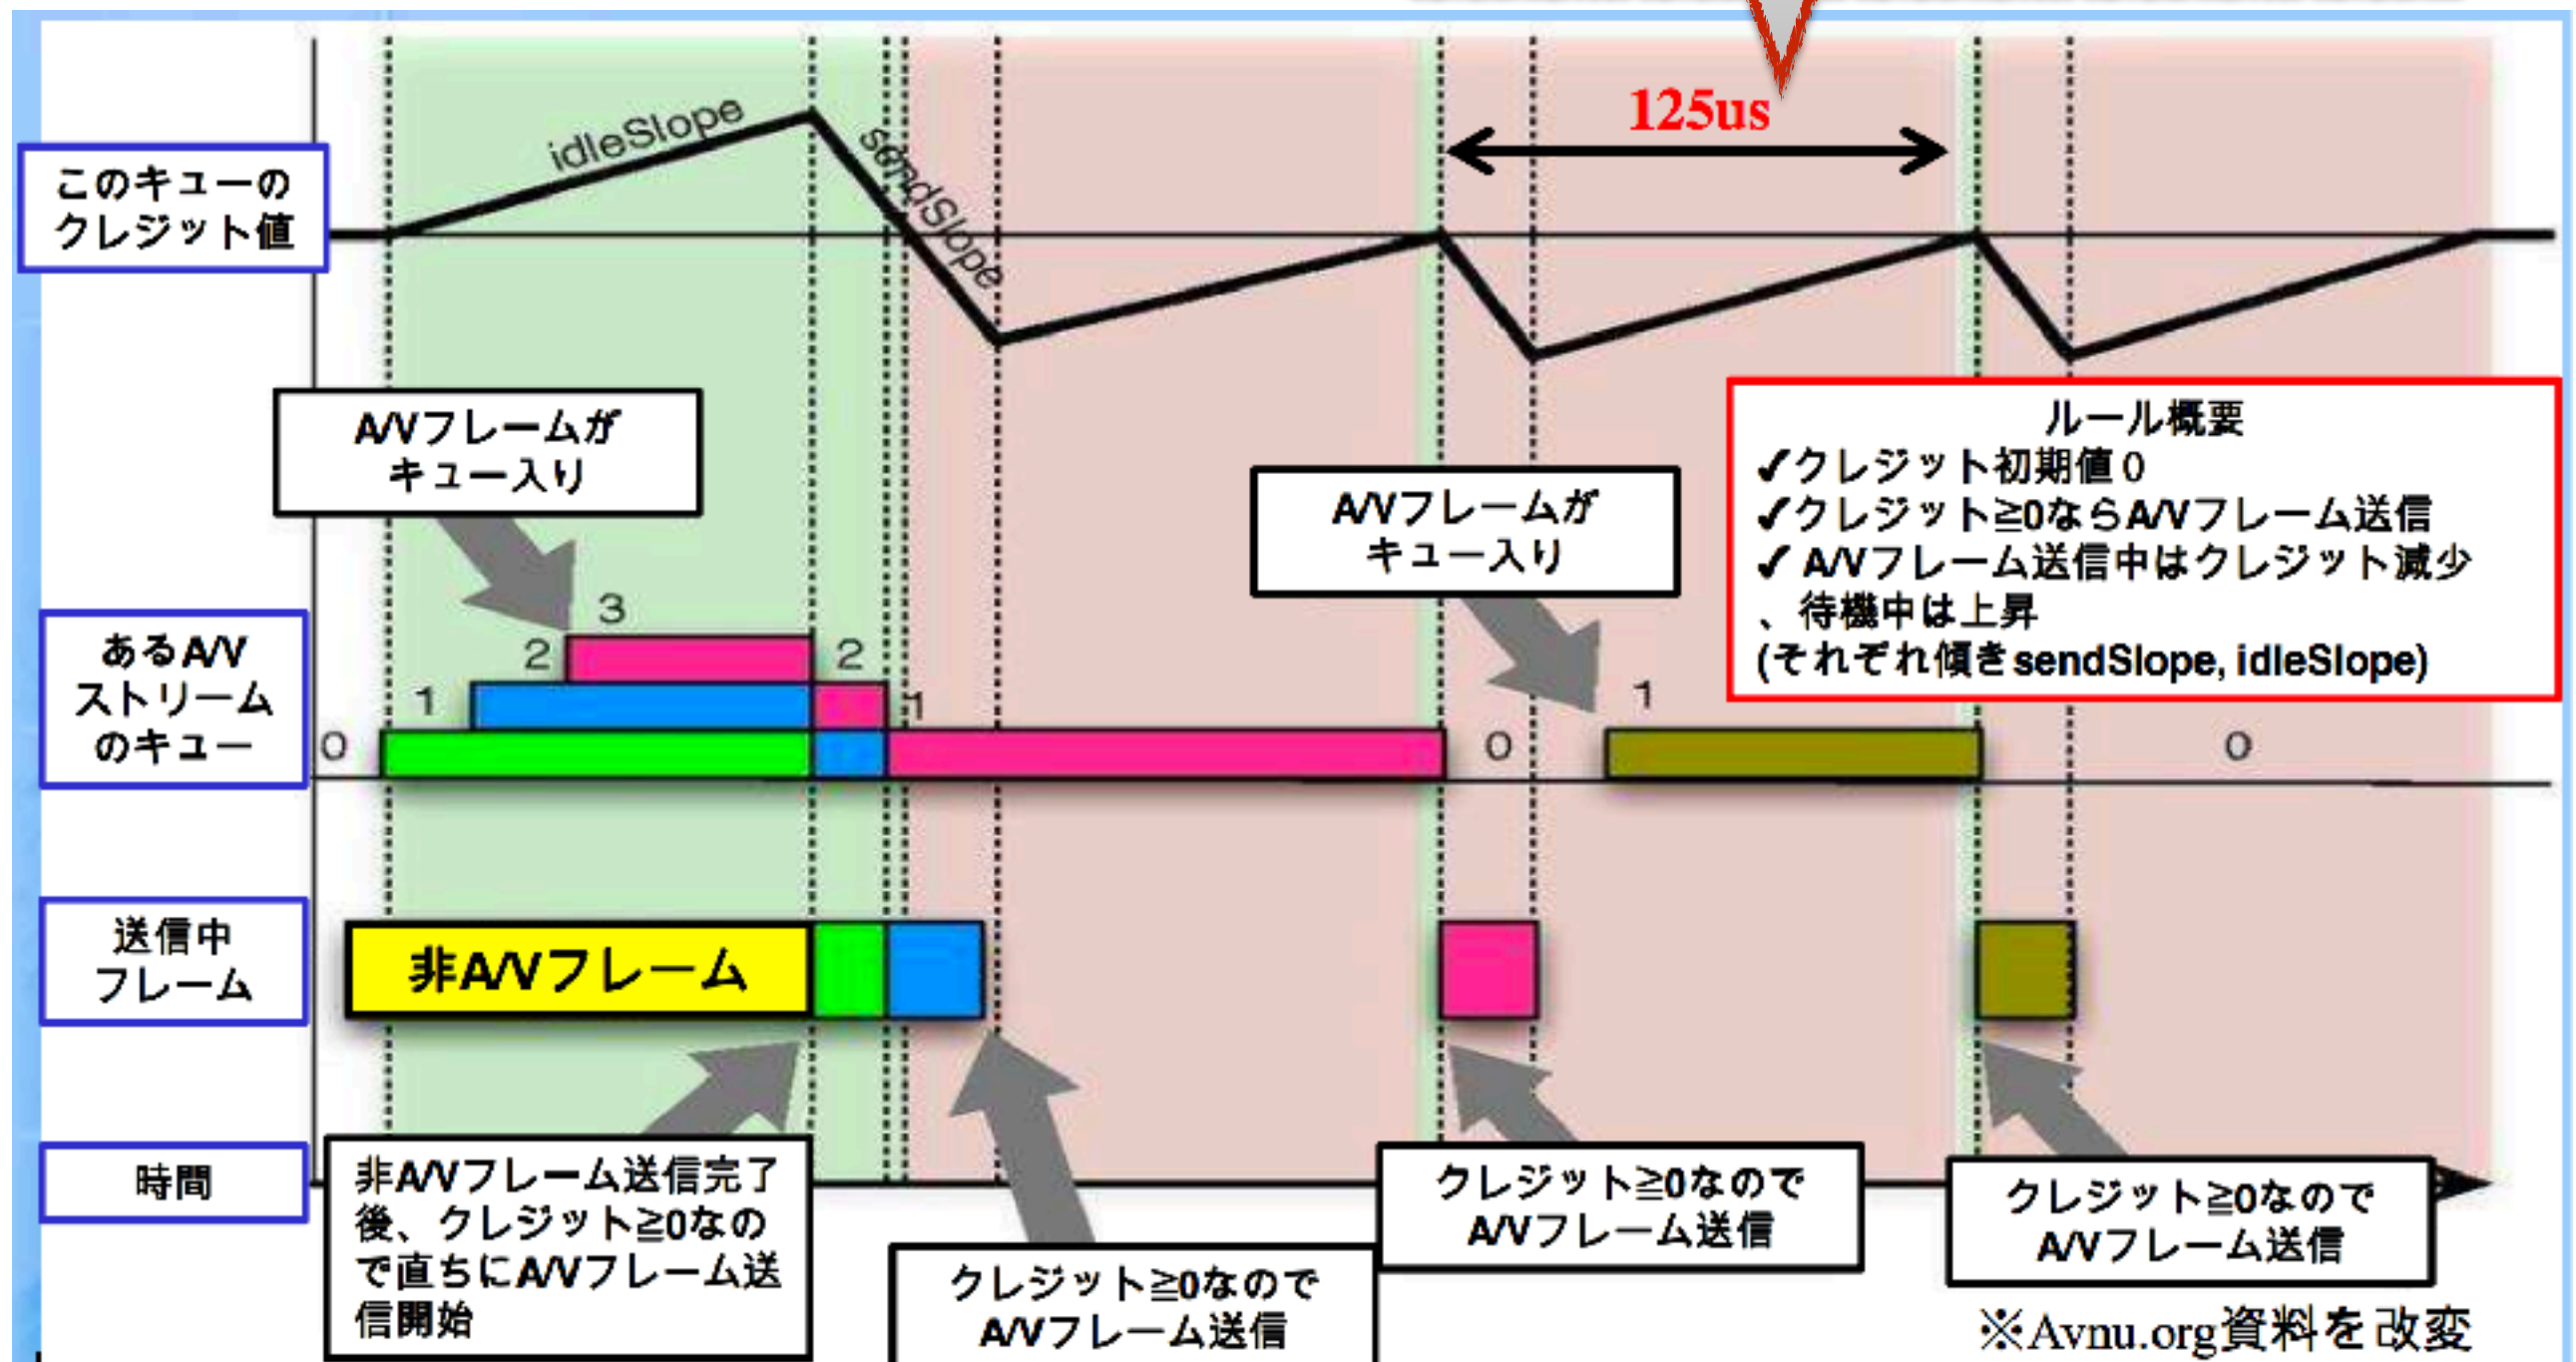 125us
idleSlope
sendSlope
このキューの
クレジット値
A/Vフレームが
キュー入り
A/Vフレームが
キュー入り
ルール概要
✓クレジット初期値０
✓クレジット≧0ならA/Vフレーム送信
✓ A/Vフレーム送信中はクレジット減少
、待機中は上昇
(それぞれ傾きsendSlope, idleSlope)
あるA/V
ストリーム
のキュー
0
1
2
3
2
1
0
1
0
送信中
フレーム
非A/Vフレーム
時間
非A/Vフレーム送信完了
後、クレジット≧0なの
で直ちにA/Vフレーム送
信開始
クレジット≧0なので
A/Vフレーム送信
クレジット≧0なので
A/Vフレーム送信
クレジット≧0なので
A/Vフレーム送信
※Avnu.org資料を改変